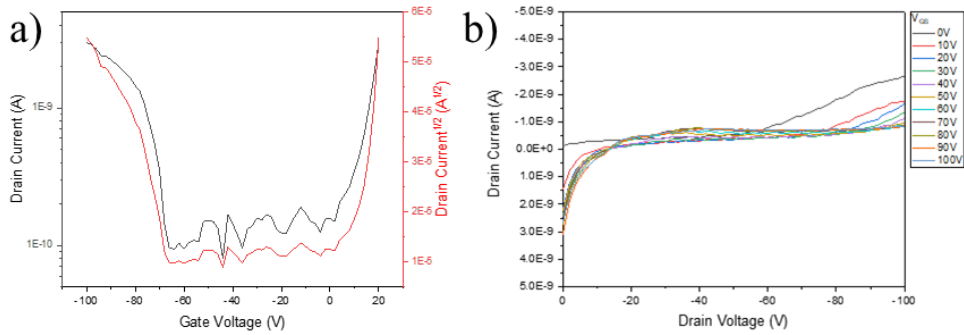 a)
Drain Current (A)
1E-9
1E-10
-100
-80
-60
-40
-20
0
20
Gate Voltage (V)
6E-5
5E-5
4E-5
3E-5
2E-5
1E-5
Drain Current^1/2 (A^1/2)
b)
Drain Current (A)
-5.0E-9
-4.0E-9
-3.0E-9
-2.0E-9
-1.0E-9
0.0E+0
1.0E-9
2.0E-9
3.0E-9
4.0E-9
5.0E-9
0
-20
-40
-60
-80
-100
Drain Voltage (V)
V_GS
0V
10V
20V
30V
40V
50V
60V
70V
80V
90V
100V